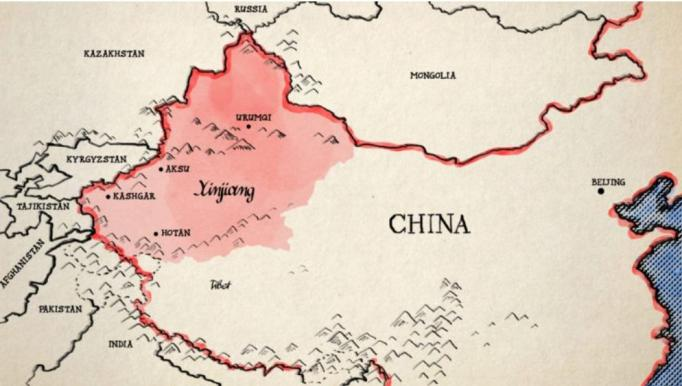 RUSSIA
KAZAKHSTAN
MONGOLIA
URUMQI
KYRGYZSTAN
AKSU
BEIJING
Xinjiang
KASHGAR
TAJIKISTAN
CHINA
HOTAN
AFGHANISTAN
Tibet
PAKISTAN
INDIA